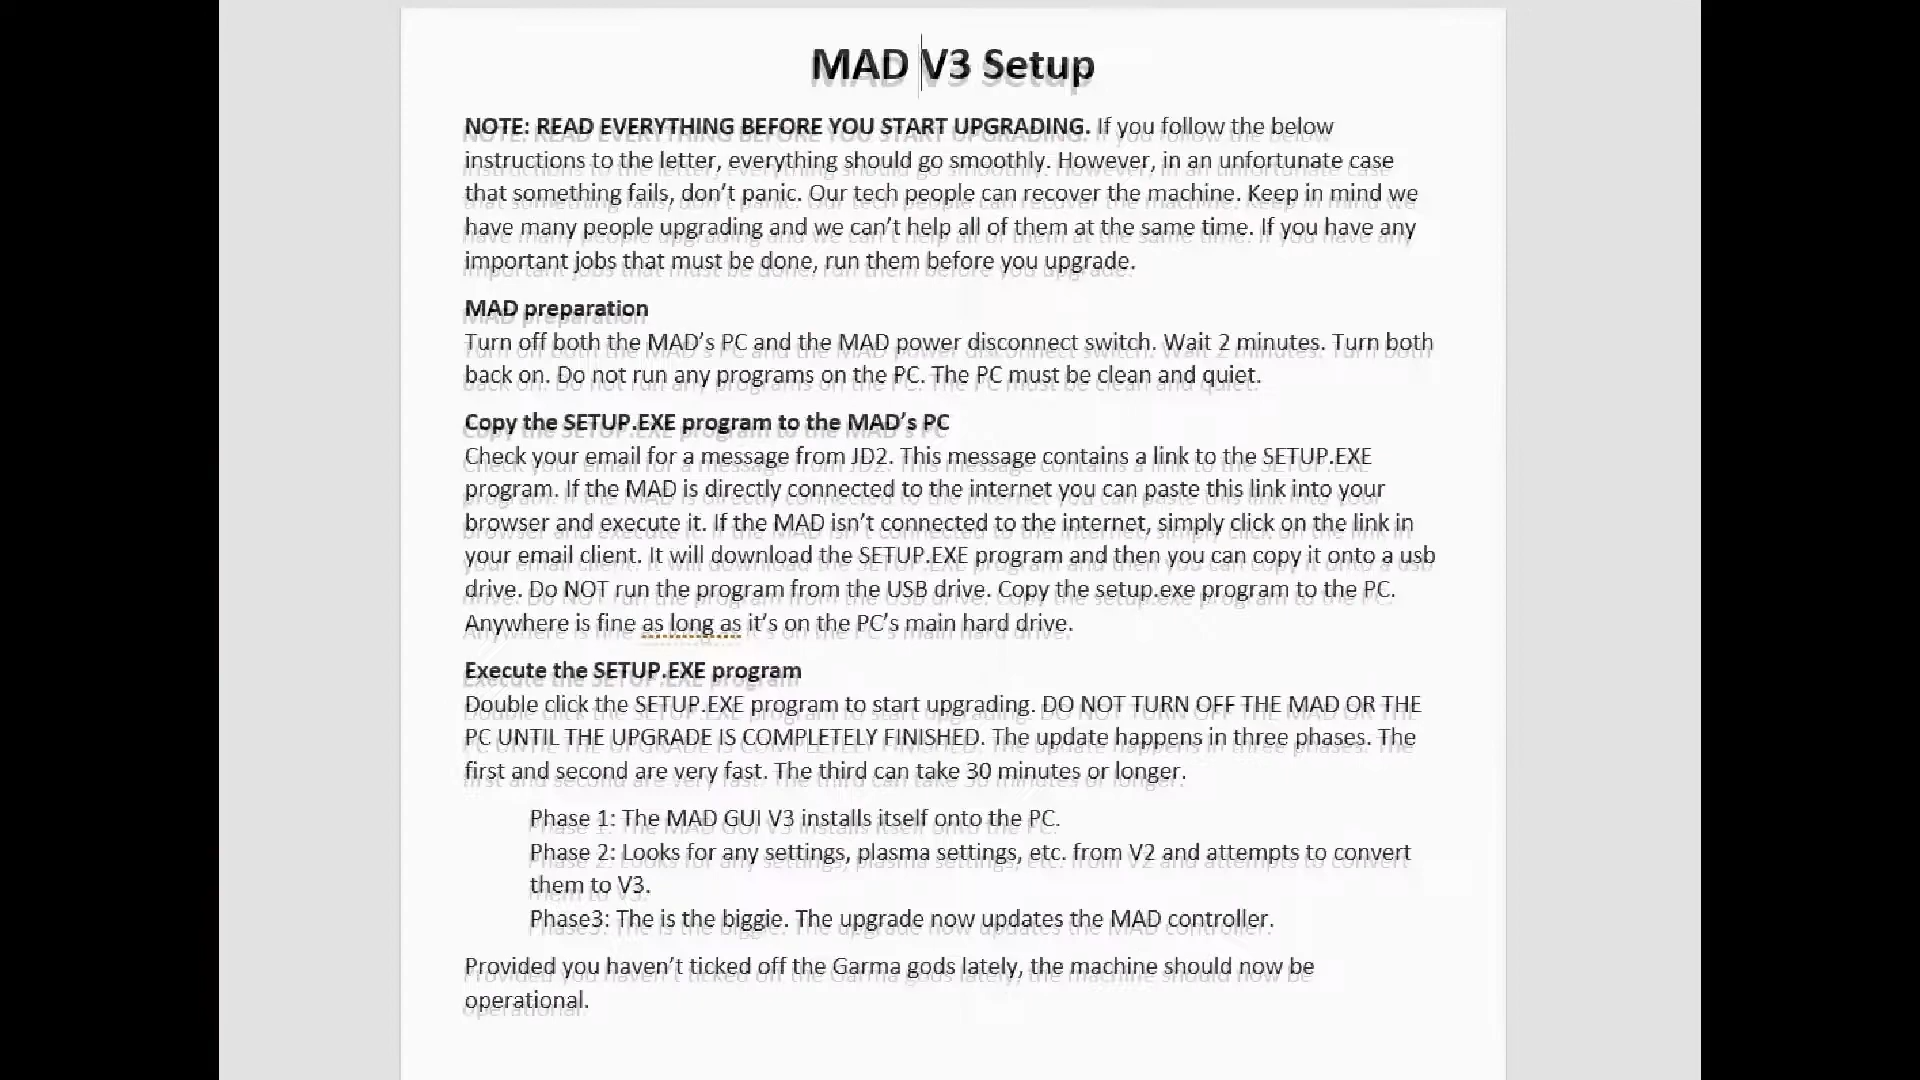 MAD V3 Setup
NOTE: READ EVERYTHING BEFORE YOU START UPGRADING. If you follow the below
instructions to the letter, everything should go smoothly. However, in an unfortunate case
that something fails, don’t panic. Our tech people can recover the machine. Keep in mind we
have many people upgrading and we can’t help all of them at the same time. If you have any
important jobs that must be done, run them before you upgrade.
MAD preparation
Turn off both the MAD’s PC and the MAD power disconnect switch. Wait 2 minutes. Turn both
back on. Do not run any programs on the PC. The PC must be clean and quiet.
Copy the SETUP.EXE program to the MAD’s PC
Check your email for a message from JD2. This message contains a link to the SETUP.EXE
program. If the MAD is directly connected to the internet you can paste this link into your
browser and execute it. If the MAD isn’t connected to the internet, simply click on the link in
your email client. It will download the SETUP.EXE program and then you can copy it onto a usb
drive. Do NOT run the program from the USB drive. Copy the setup.exe program to the PC.
Anywhere is fine as long as it’s on the PC’s main hard drive.
Execute the SETUP.EXE program
Double click the SETUP.EXE program to start upgrading. DO NOT TURN OFF THE MAD OR THE
PC UNTIL THE UPGRADE IS COMPLETELY FINISHED. The update happens in three phases. The
first and second are very fast. The third can take 30 minutes or longer.
Phase 1: The MAD GUI V3 installs itself onto the PC.
Phase 2: Looks for any settings, plasma settings, etc. from V2 and attempts to convert
them to V3.
Phase3: The is the biggie. The upgrade now updates the MAD controller.
Provided you haven’t ticked off the Garma gods lately, the machine should now be
operational.